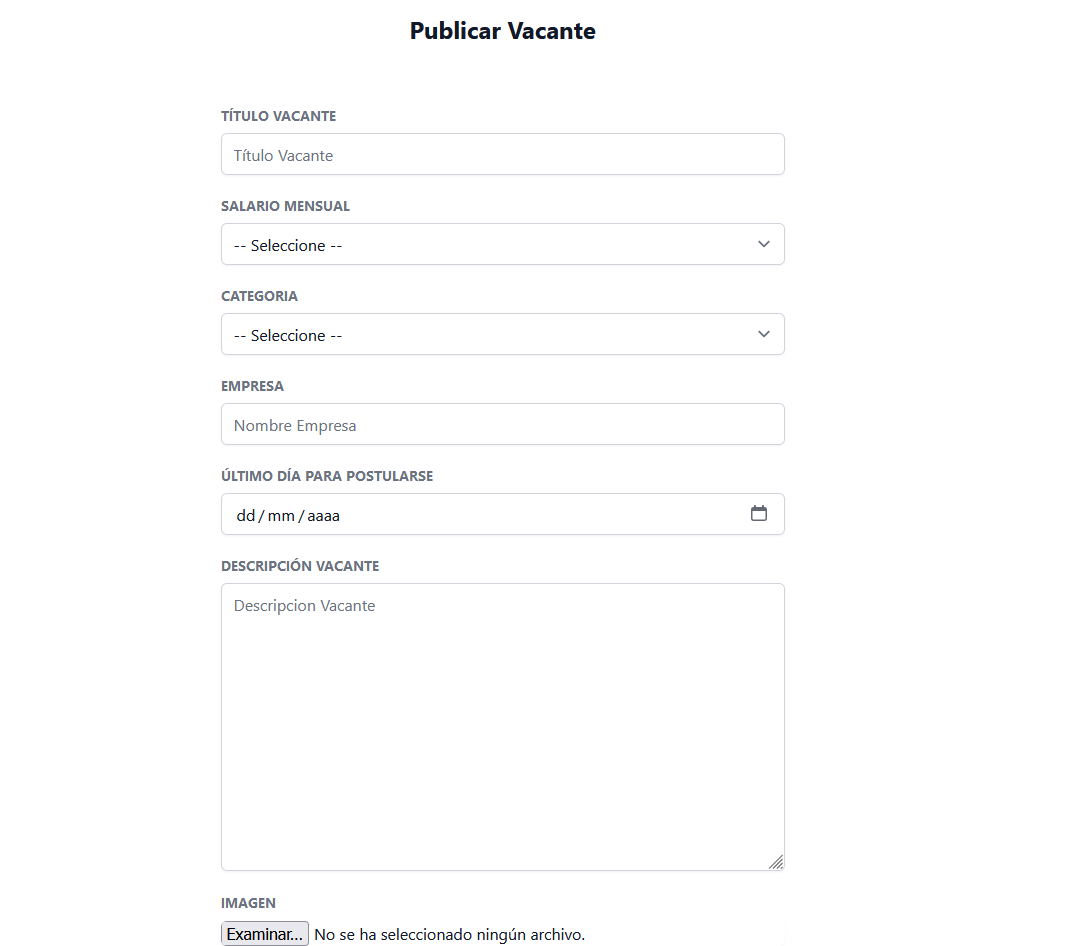 Publicar Vacante
TÍTULO VACANTE
Título Vacante
SALARIO MENSUAL
-- Seleccione --
CATEGORIA
-- Seleccione --
EMPRESA
Nombre Empresa
ÚLTIMO DÍA PARA POSTULARSE
dd/mm/aaaa
DESCRIPCIÓN VACANTE
Descripcion Vacante
IMAGEN
Examinar... No se ha seleccionado ningún archivo.